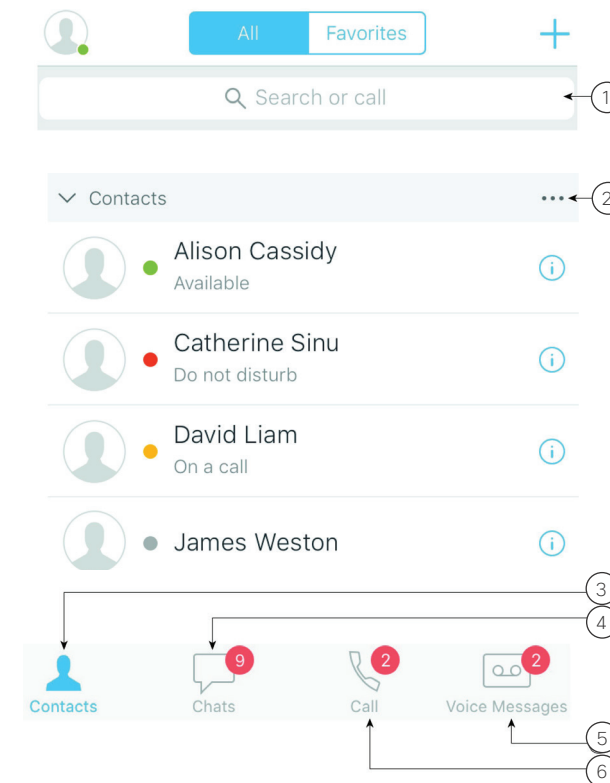 All Favorites
Search or call
1
Contacts
2
Alison Cassidy
Available
Catherine Sinu
Do not disturb
David Liam
On a call
James Weston
3
4
9 2 2
Contacts Chats Call Voice Messages
5
6